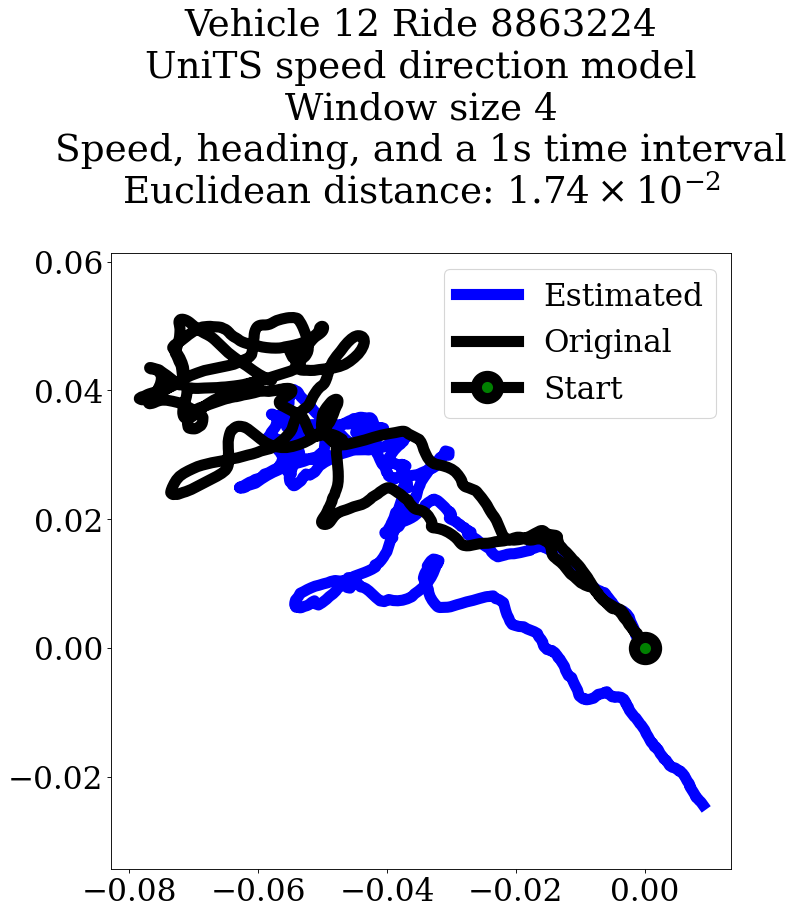 Vehicle 12 Ride 8863224
UniTS speed direction model
Window size 4
Speed, heading, and a 1s time interval
Euclidean distance: 1.74 × 10⁻²
Estimated
Original
Start
0.06
0.04
0.02
0.00
−0.02
−0.08 −0.06 −0.04 −0.02 0.00